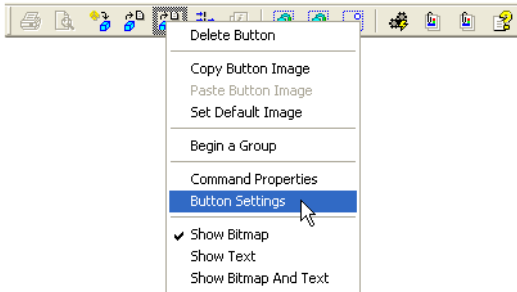 Delete Button
Copy Button Image
Paste Button Image
Set Default Image
Begin a Group
Command Properties
Button Settings
Show Bitmap
Show Text
Show Bitmap And Text